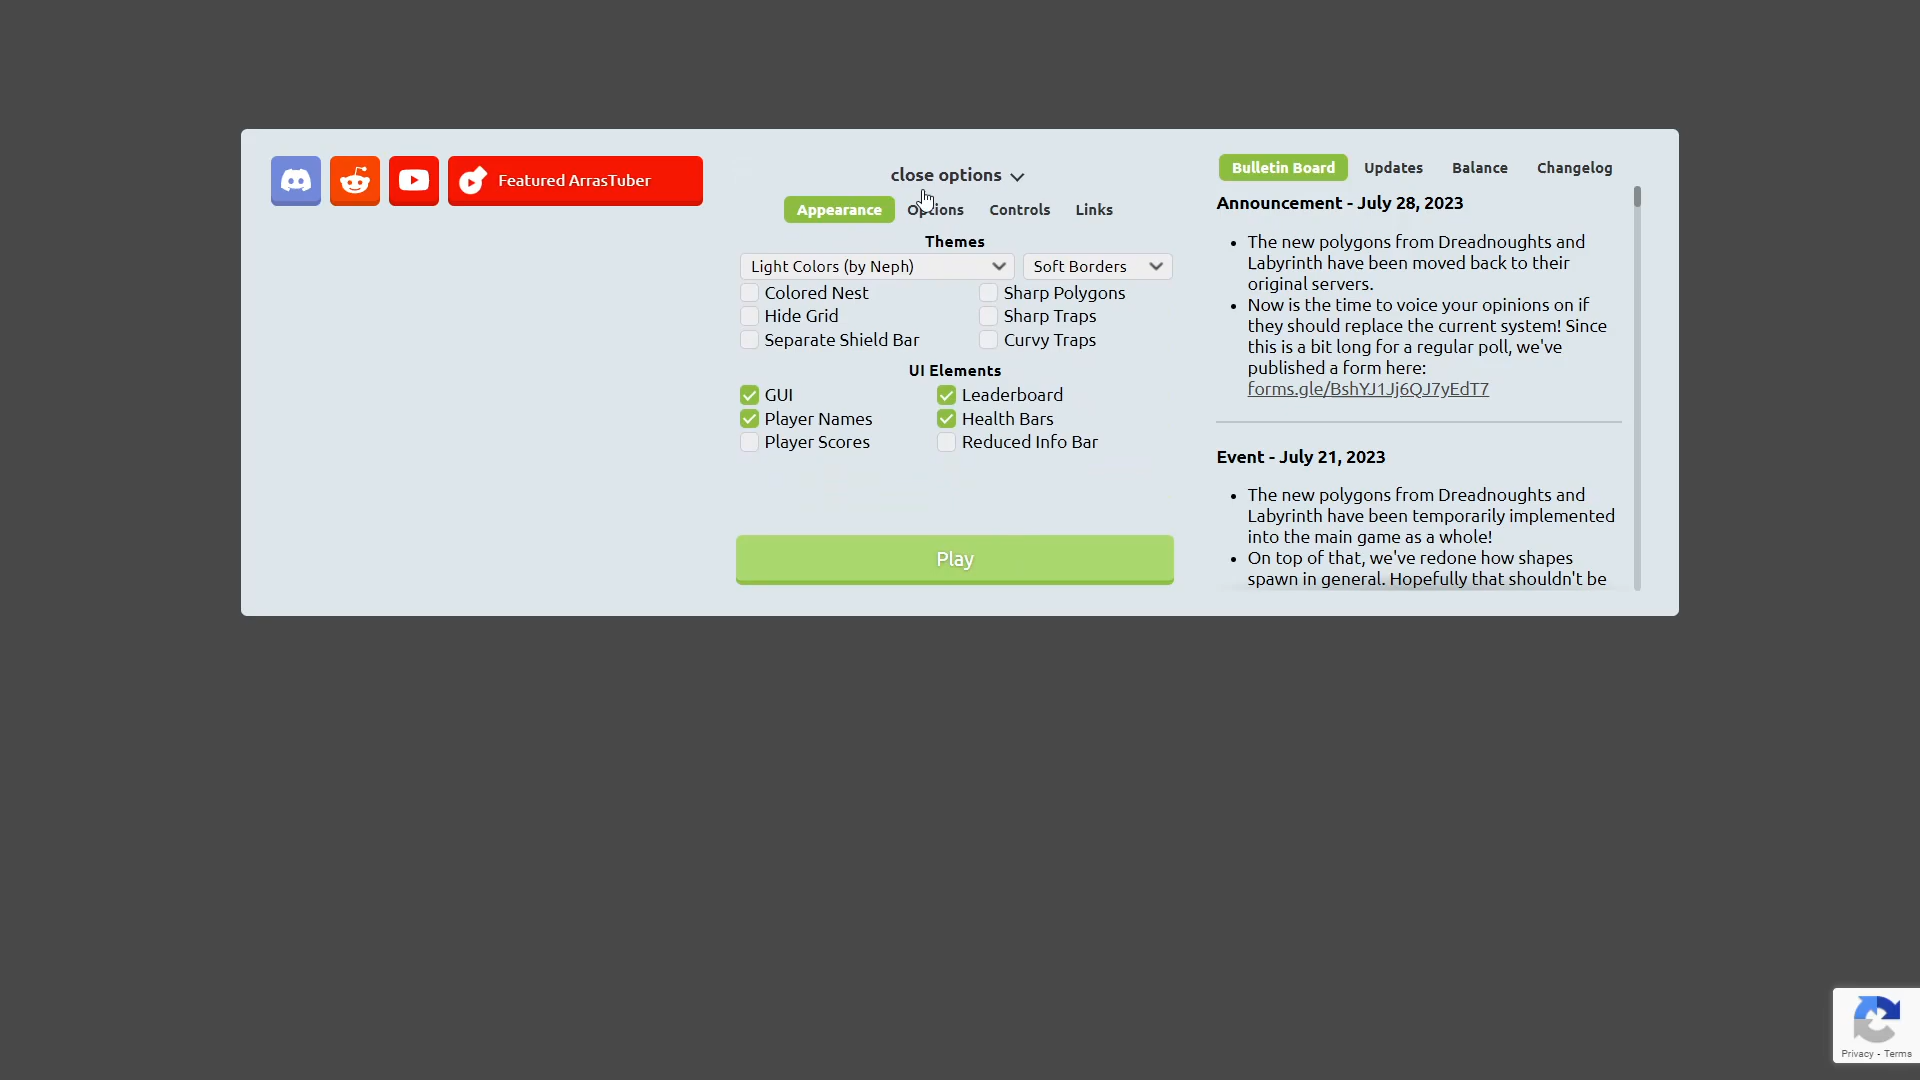 Featured ArrasTuber
close options
Appearance Options Controls Links
Themes
Light Colors (by Neph) Soft Borders
Colored Nest Sharp Polygons
Hide Grid Sharp Traps
Separate Shield Bar Curvy Traps
UI Elements
GUI Leaderboard
Player Names Health Bars
Player Scores Reduced Info Bar
Play
Bulletin Board Updates Balance Changelog
Announcement - July 28, 2023
• The new polygons from Dreadnoughts and
Labyrinth have been moved back to their
original servers.
• Now is the time to voice your opinions on if
they should replace the current system! Since
this is a bit long for a regular poll, we've
published a form here:
forms.gle/BshYJ1Jj6QJ7yEdT7
Event - July 21, 2023
• The new polygons from Dreadnoughts and
Labyrinth have been temporarily implemented
into the main game as a whole!
• On top of that, we've redone how shapes
spawn in general. Hopefully that shouldn't be
Privacy - Terms